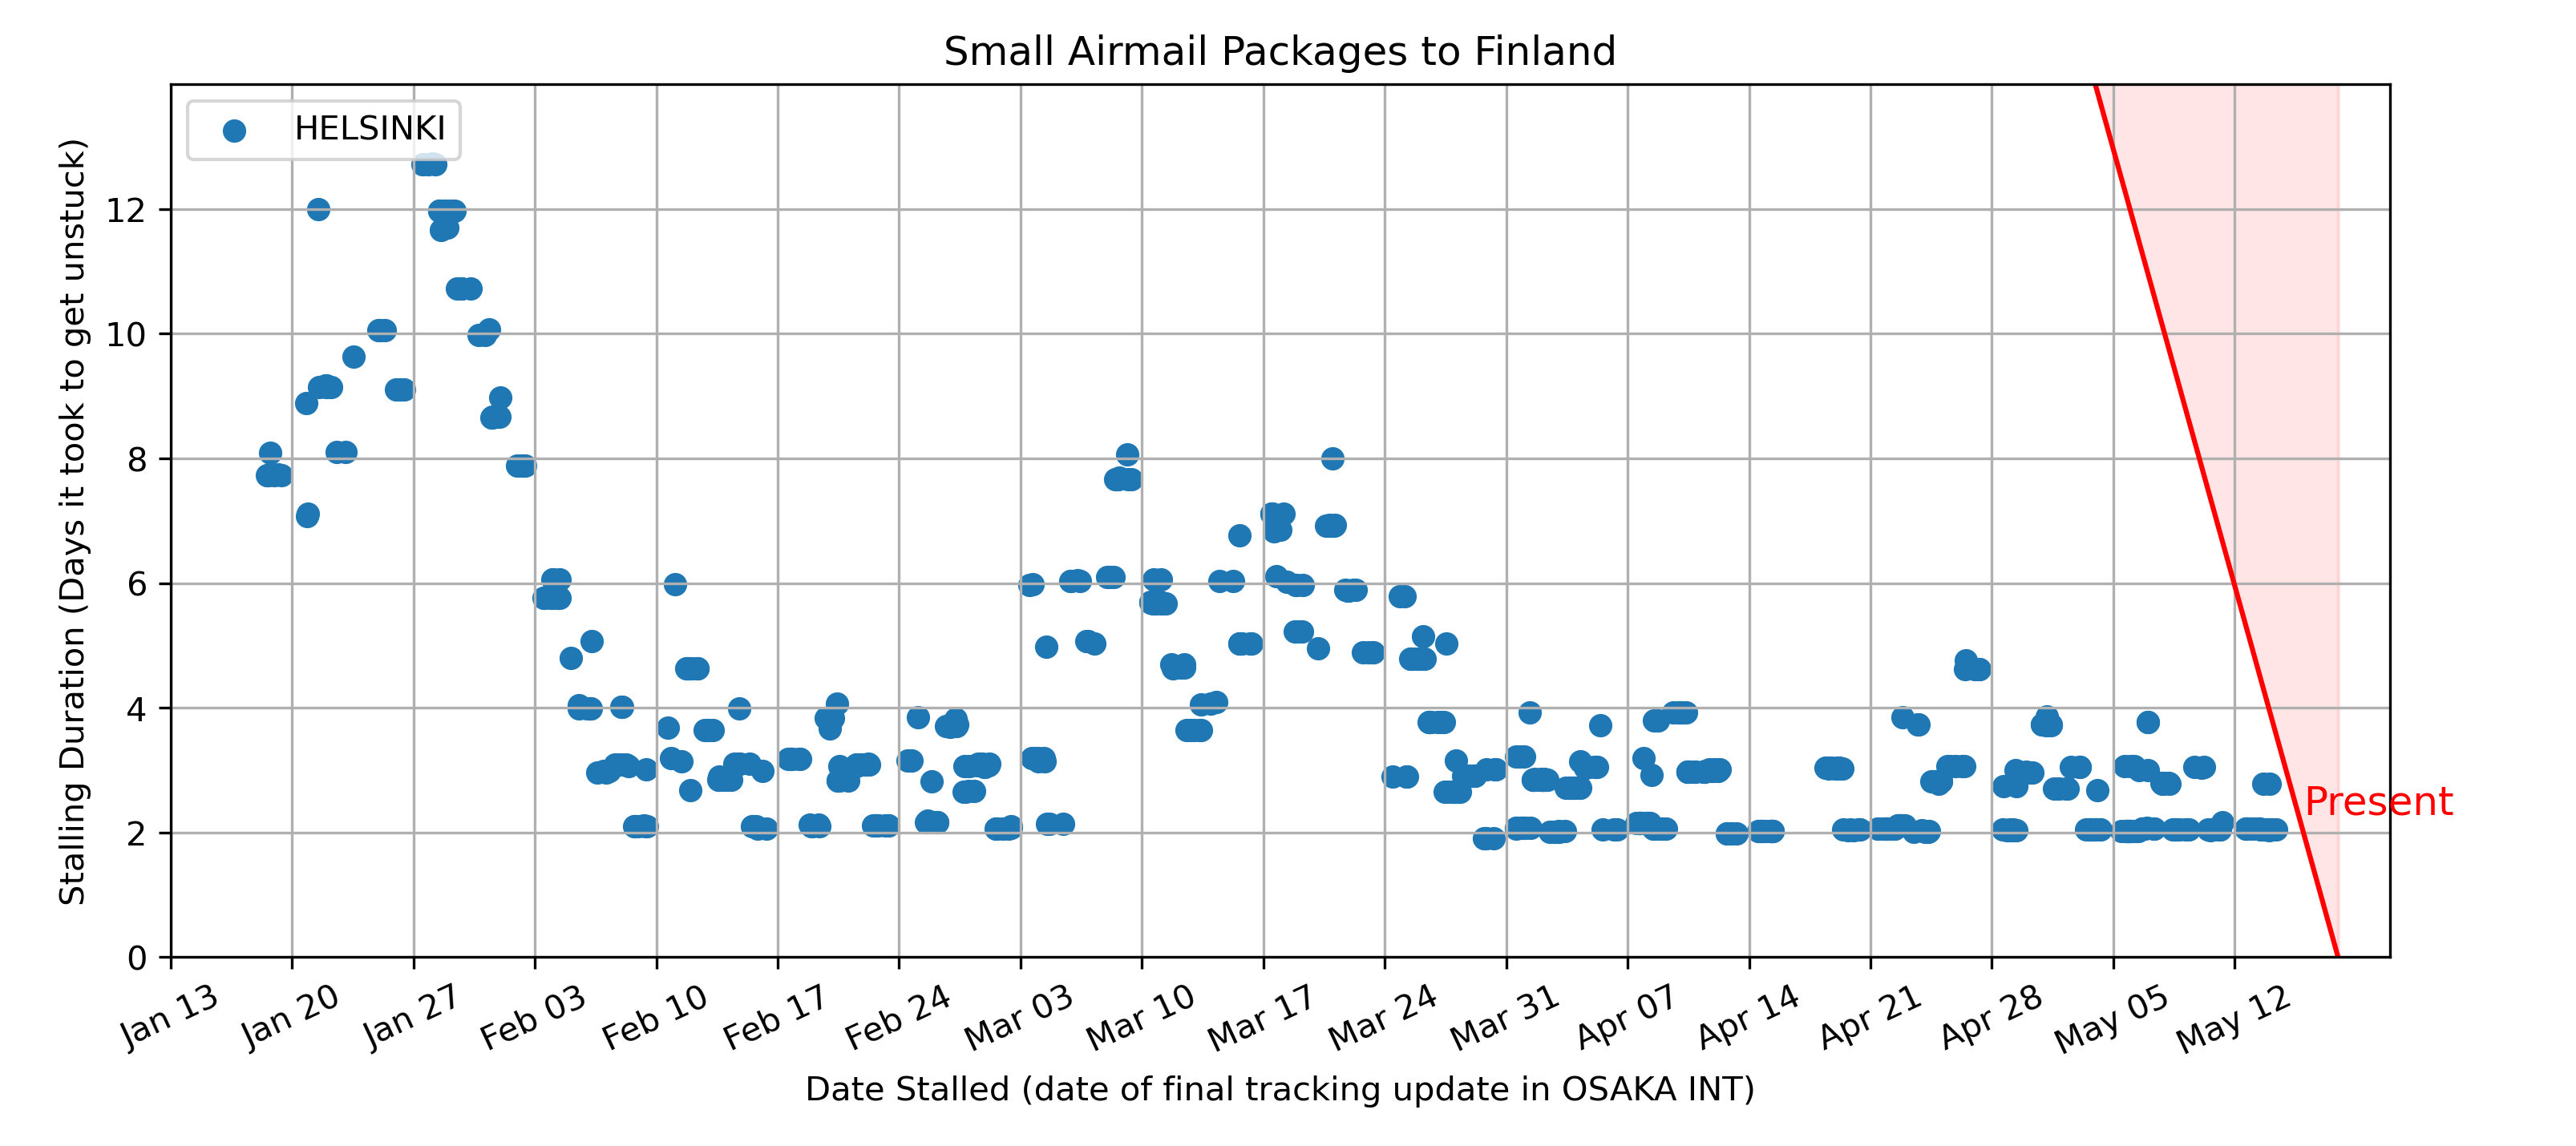 Small Airmail Packages to Finland
HELSINKI
Stalling Duration (Days it took to get unstuck)
12
10
8
6
4
2
0
Present
Jan 13
Jan 20
Jan 27
Feb 03
Feb 10
Feb 17
Feb 24
Mar 03
Mar 10
Mar 17
Mar 24
Mar 31
Apr 07
Apr 14
Apr 21
Apr 28
May 05
May 12
Date Stalled (date of final tracking update in OSAKA INT)